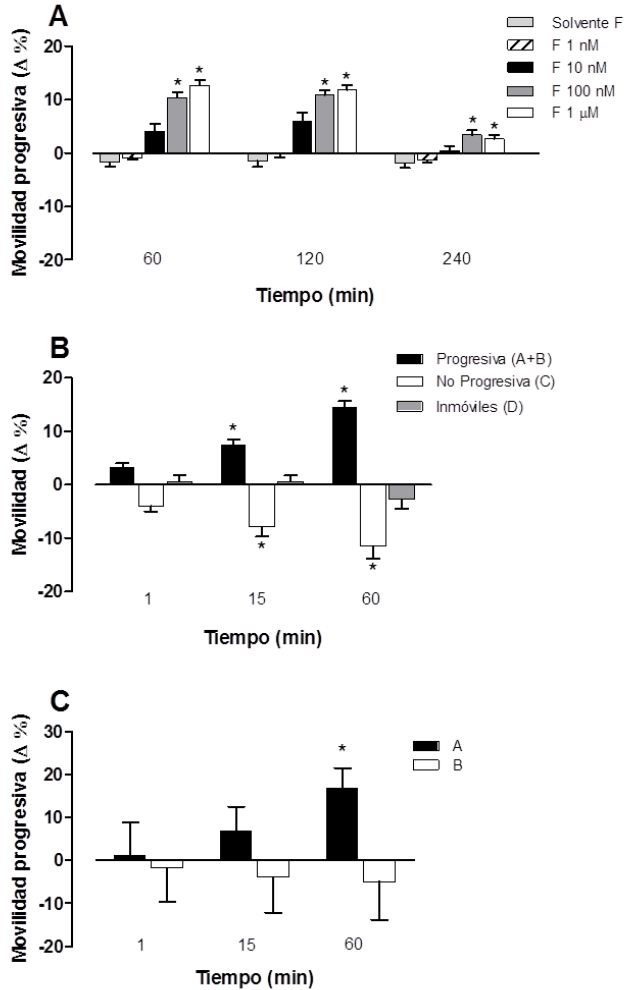 A
Solvente F
F 1 nM
F 10 nM
F 100 nM
F 1 µM
Movilidad progresiva (Δ %)
20
10
0
-10
-20
* * * * * *
60 120 240
Tiempo (min)
B
Progresiva (A+B)
No Progresiva (C)
Inmóviles (D)
Movilidad (Δ %)
20
10
0
-10
-20
* *
* *
1 15 60
Tiempo (min)
C
A
B
Movilidad progresiva (Δ %)
30
20
10
0
-10
-20
*
1 15 60
Tiempo (min)